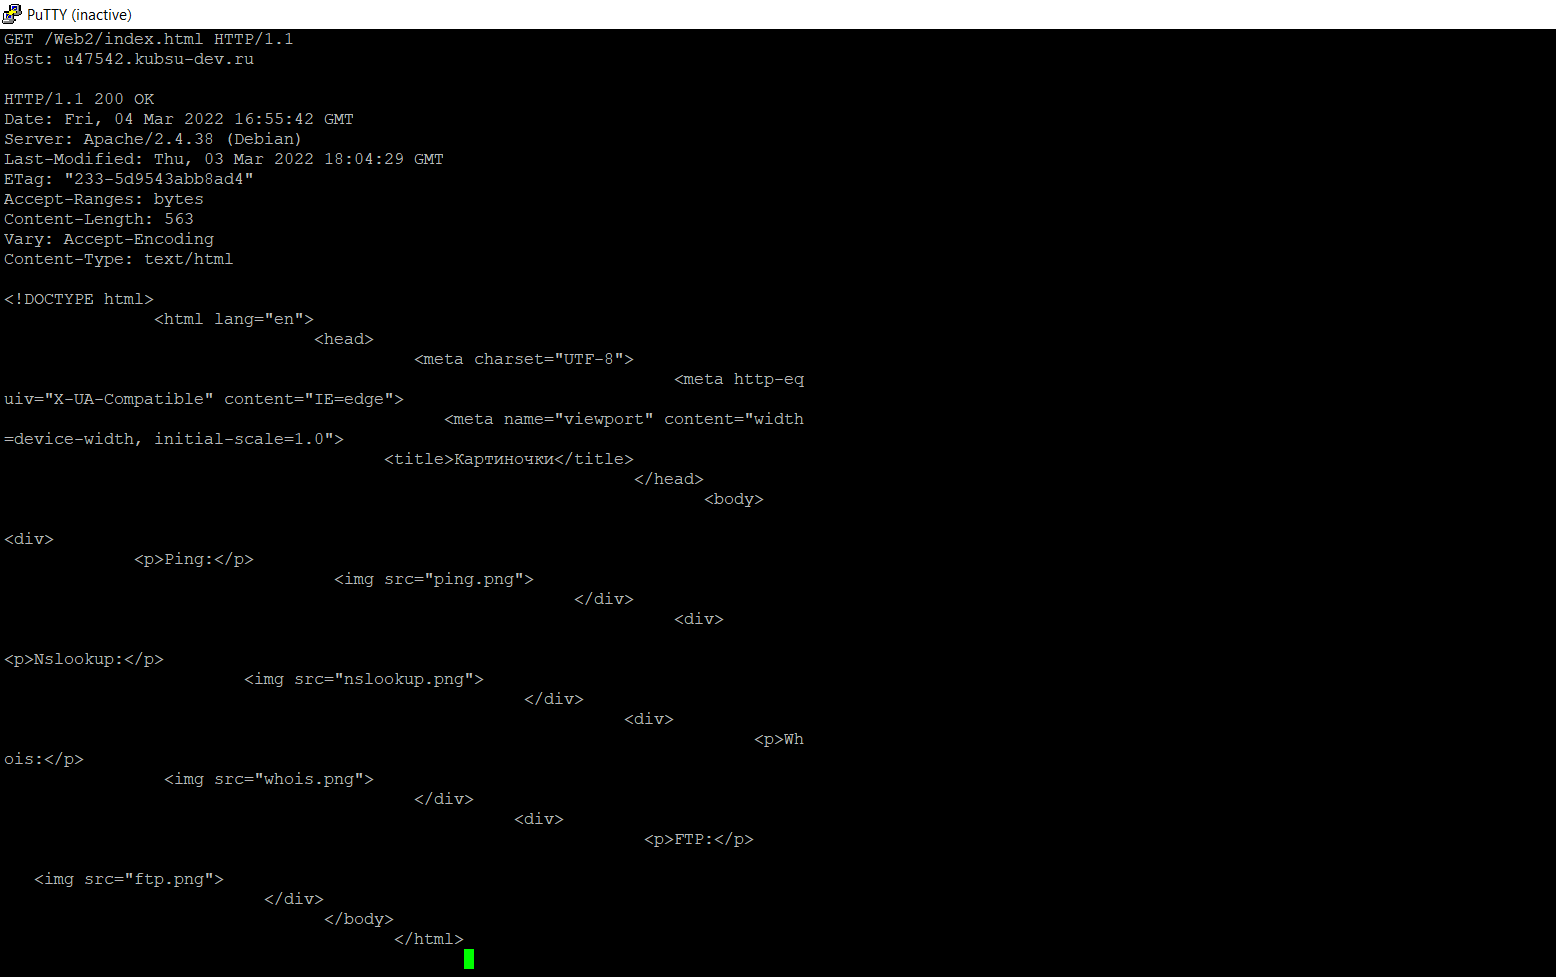 PuTTY (inactive)
GET /Web2/index.html HTTP/1.1
Host: u47542.kubsu-dev.ru
HTTP/1.1 200 OK
Date: Fri, 04 Mar 2022 16:55:42 GMT
Server: Apache/2.4.38 (Debian)
Last-Modified: Thu, 03 Mar 2022 18:04:29 GMT
ETag: "233-5d9543abb8ad4"
Accept-Ranges: bytes
Content-Length: 563
Vary: Accept-Encoding
Content-Type: text/html
<!DOCTYPE html>
<html lang="en">
<head>
<meta charset="UTF-8">
<meta http-eq
uiv="X-UA-Compatible" content="IE=edge">
<meta name="viewport" content="width
=device-width, initial-scale=1.0">
<title>Картиночки</title>
</head>
<body>
<div>
<p>Ping:</p>
<img src="ping.png">
</div>
<div>
<p>Nslookup:</p>
<img src="nslookup.png">
</div>
<div>
<p>Wh
ois:</p>
<img src="whois.png">
</div>
<div>
<p>FTP:</p>
<img src="ftp.png">
</div>
</body>
</html>